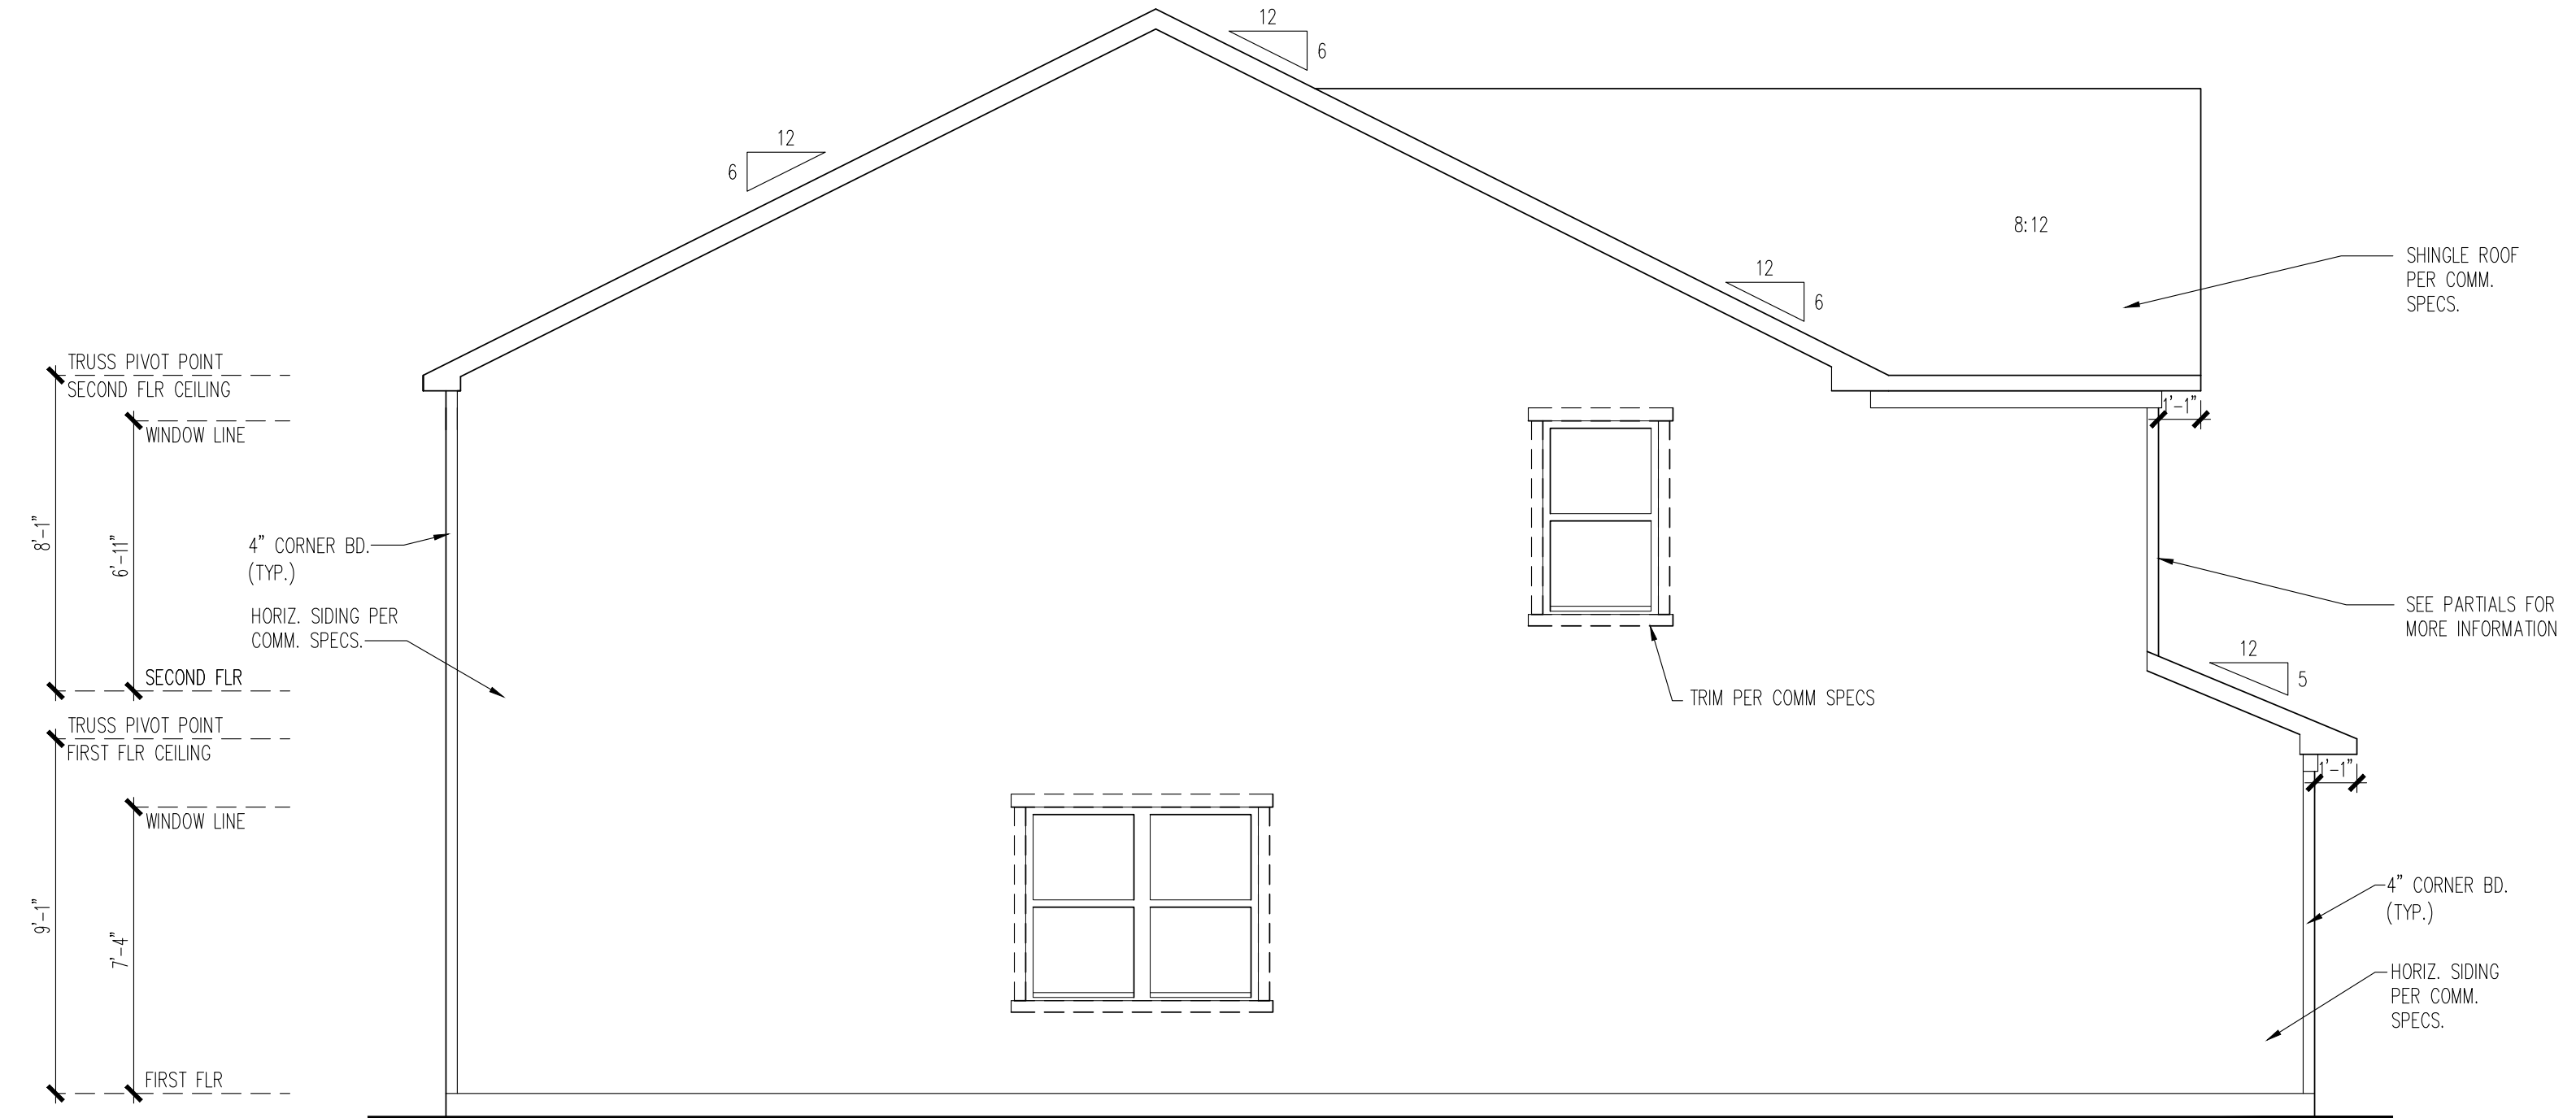 12
6
12
6
8:12
SHINGLE ROOF
PER COMM.
SPECS.
12
6
TRUSS PIVOT POINT
SECOND FLR CEILING
1'-1"
WINDOW LINE
8'-1"
6'-11"
4" CORNER BD.
(TYP.)
HORIZ. SIDING PER
COMM. SPECS.
SEE PARTIALS FOR
MORE INFORMATION
12
5
SECOND FLR
TRIM PER COMM SPECS
TRUSS PIVOT POINT
FIRST FLR CEILING
1'-1"
WINDOW LINE
9'-1"
7'-4"
4" CORNER BD.
(TYP.)
HORIZ. SIDING
PER COMM.
SPECS.
FIRST FLR